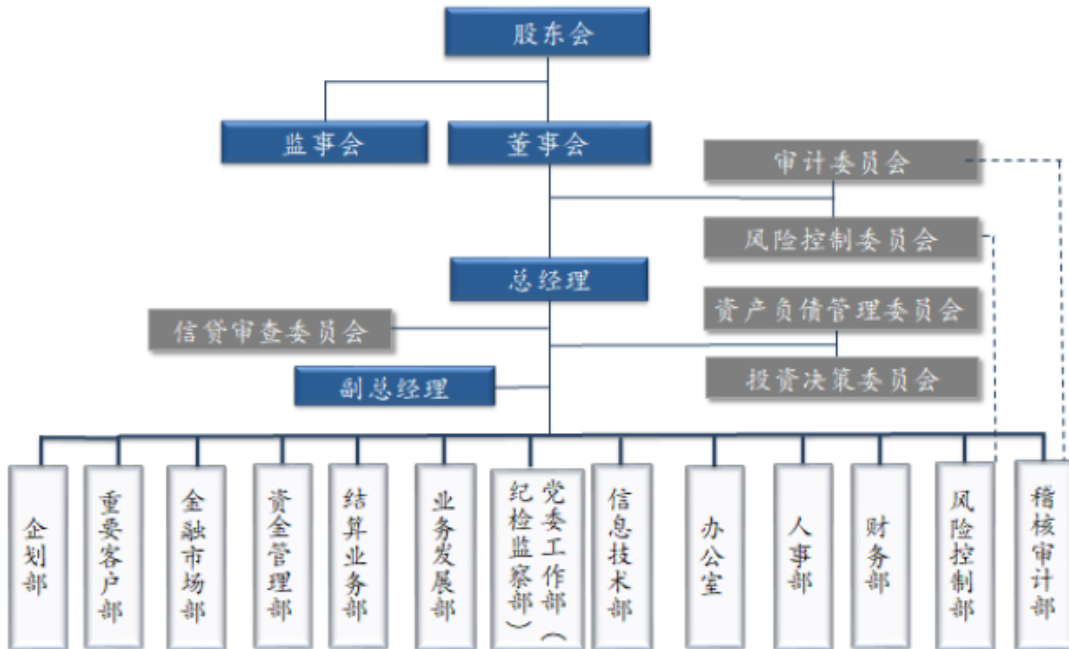 股东会
监事会
董事会
审计委员会
风险控制委员会
总经理
资产负债管理委员会
信贷审查委员会
投资决策委员会
副总经理
企划部
重要客户部
金融市场部
资金管理部
结算业务部
业务发展部
党委工作部（
纪检监察部）
信息技术部
办公室
人事部
财务部
风险控制部
稽核审计部